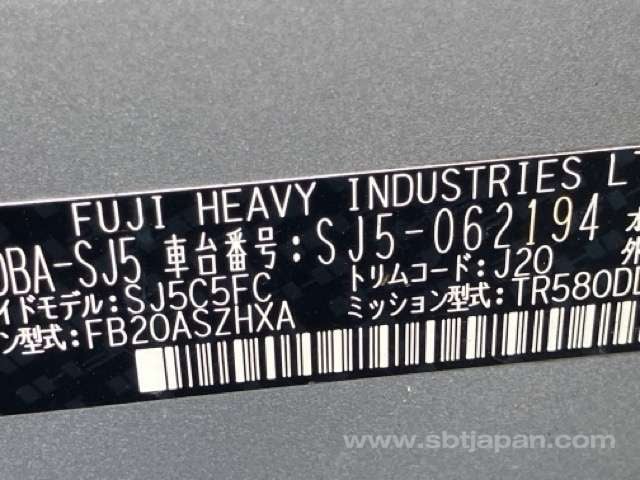 FUJI HEAVY INDUSTRIES LT
DBA-SJ5 車台番号:SJ5-062194
イドモデル:SJ5C5FC トリムコード:J20
ン型式:FB20ASZHXA ミッション型式:TR580DD
www.sbtjapan.com